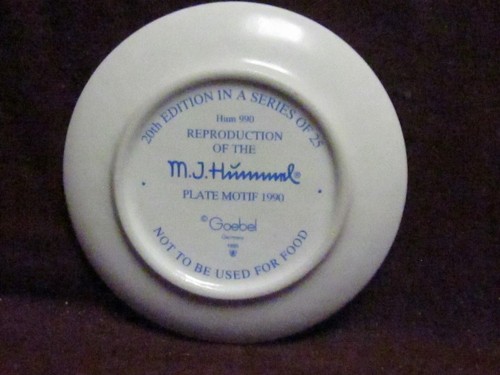 20th EDITION IN A SERIES OF 25
Hum 990
REPRODUCTION
OF THE
M.J.Hummel®
PLATE MOTIF 1990
© Goebel
Germany
NOT TO BE USED FOR FOOD